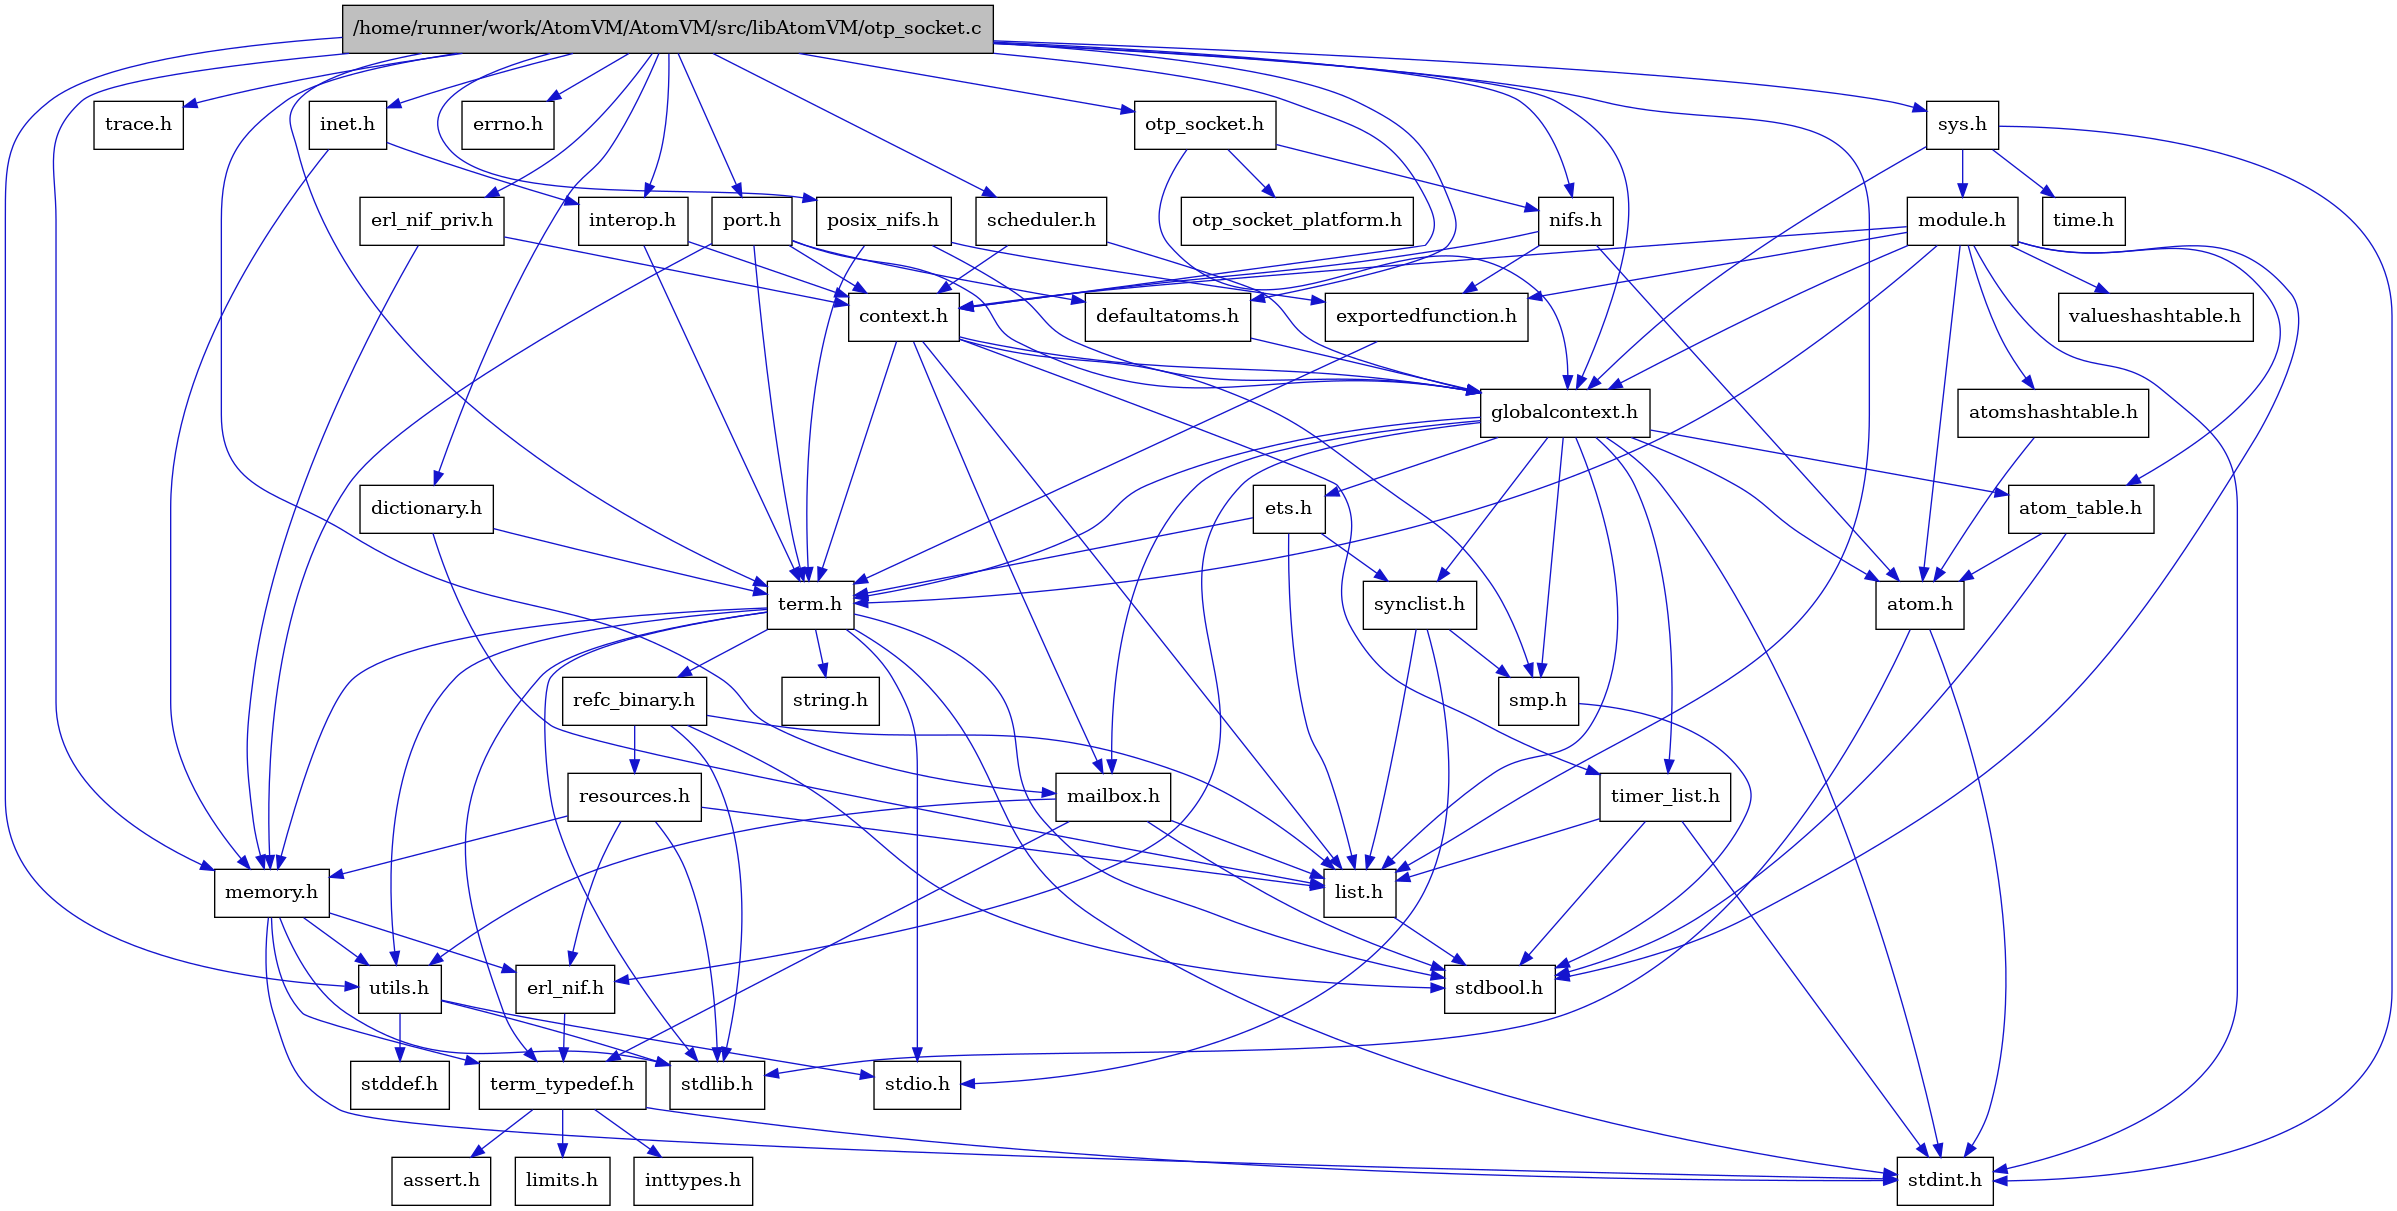 /home/runner/work/AtomVM/AtomVM/src/libAtomVM/otp_socket.c
trace.h
inet.h
errno.h
otp_socket.h
sys.h
erl_nif_priv.h
interop.h
port.h
posix_nifs.h
scheduler.h
otp_socket_platform.h
nifs.h
module.h
time.h
context.h
defaultatoms.h
exportedfunction.h
valueshashtable.h
globalcontext.h
atomshashtable.h
dictionary.h
ets.h
atom_table.h
term.h
synclist.h
atom.h
refc_binary.h
string.h
smp.h
resources.h
mailbox.h
timer_list.h
memory.h
list.h
utils.h
erl_nif.h
stdbool.h
stddef.h
term_typedef.h
stdlib.h
stdio.h
assert.h
limits.h
inttypes.h
stdint.h